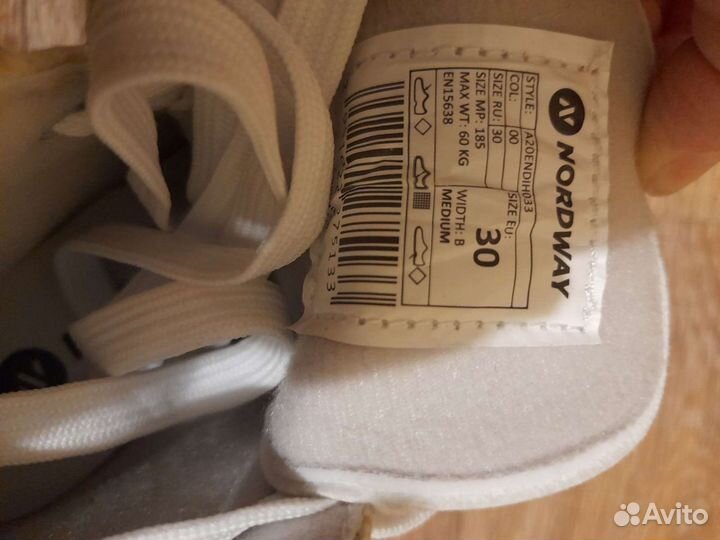 NORDWAY
STYLE: A20ENDIH033
COL: 00
SIZE RU: 30
SIZE EU: 30
SIZE MP: 185
WIDTH: B
MAX WT: 60 KG
MEDIUM
EN15638
75133
Avito